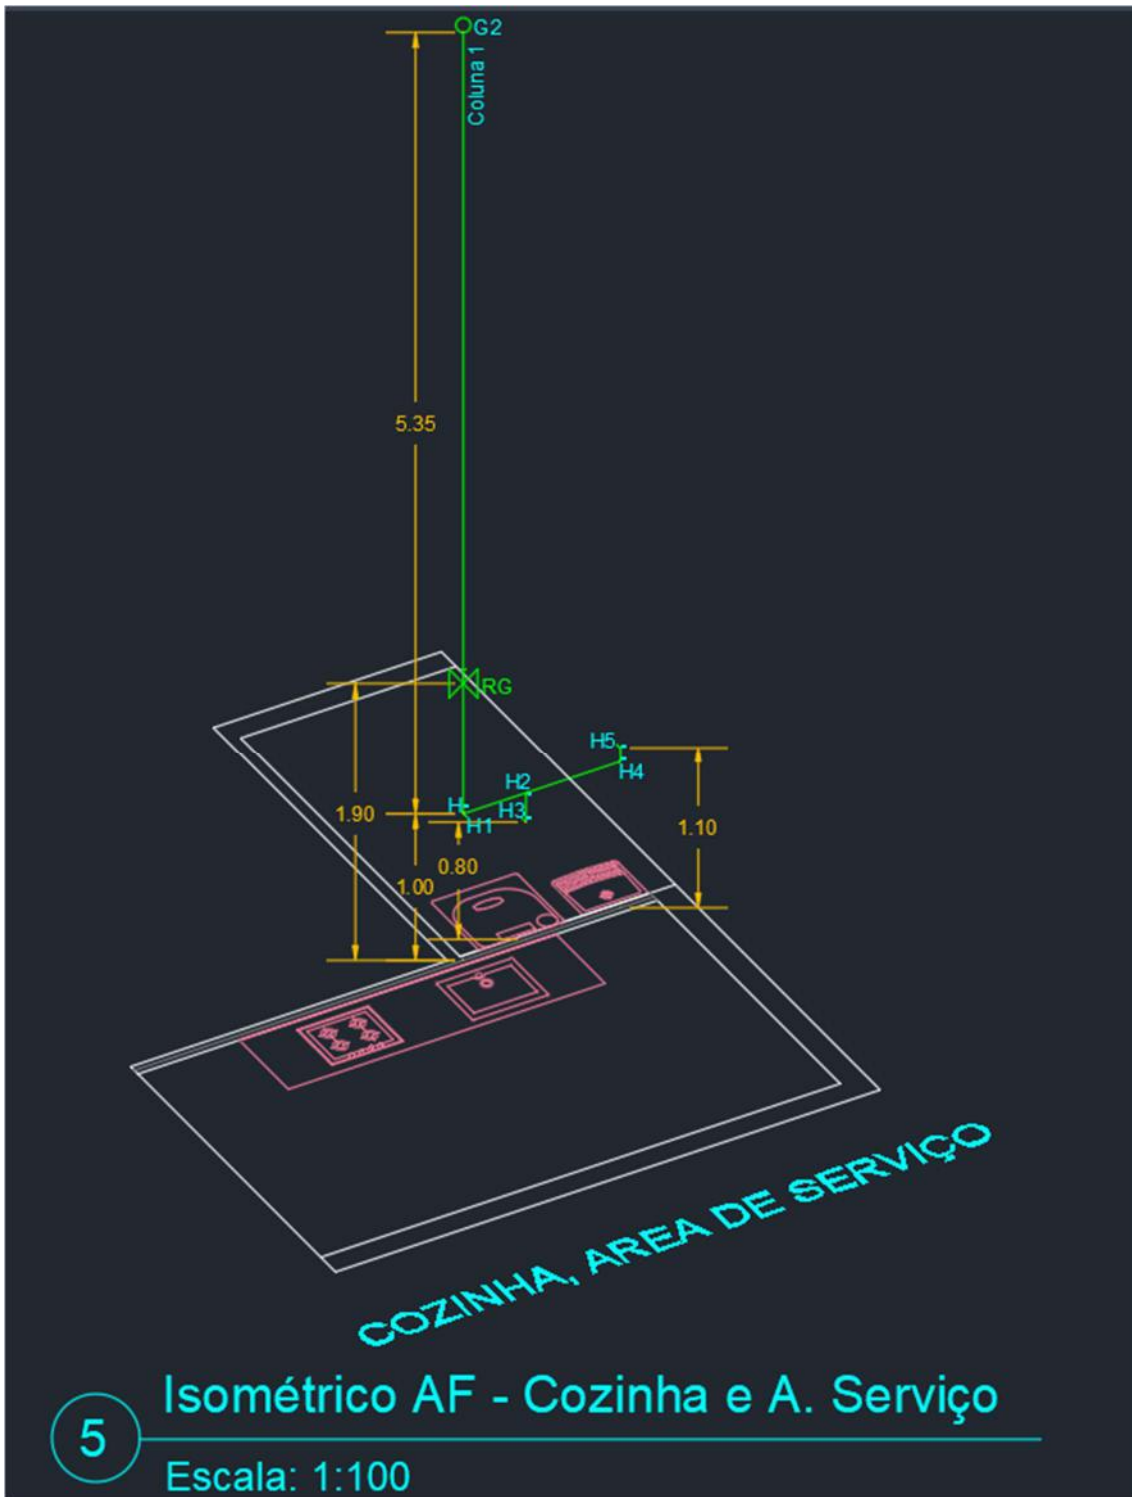 G2
Coluna 1
5.35
RG
H5
H4
H2
H
H3
H1
1.90
1.10
0.80
1.00
COZINHA, AREA DE SERVIÇO
5
Isométrico AF - Cozinha e A. Serviço
Escala: 1:100